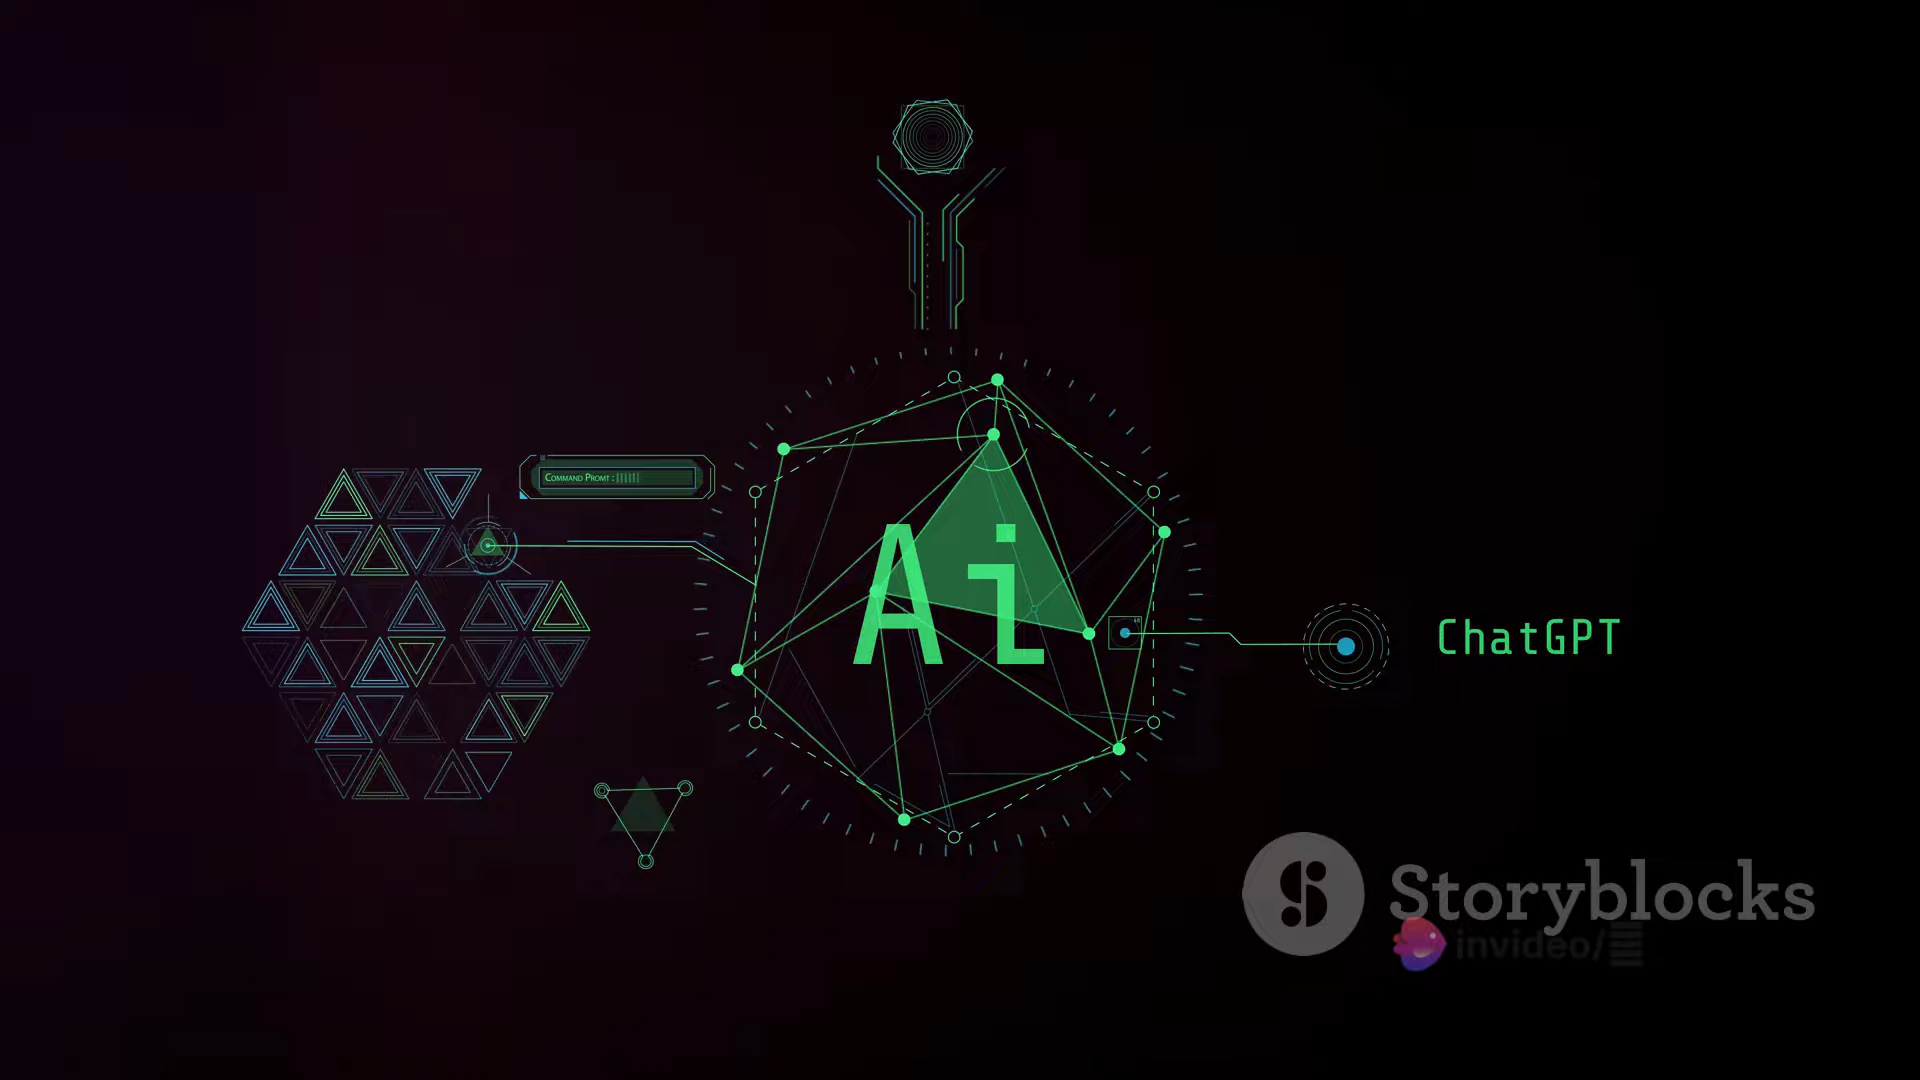 Command Promt :
Ai
ChatGPT
Storyblocks
invideo/